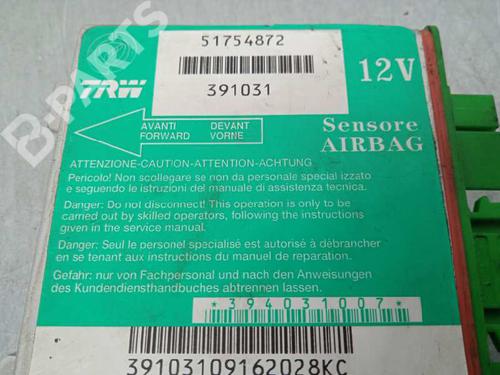 51754872
TRW
391031
12V
AVANTI DEVANT
FORWARD VORNE
Sensore
AIRBAG
ATTENZIONE-CAUTION-ATTENTION-ACHTUNG
Pericolo! Non scollegare se non da personale special izzato
e seguendo le istruzioni del manuale di assistenza tecnica.
Danger: Do not disconnect! This operation is only to be
carried out by skilled operators, following the instructions
given in the service manual.
Danger: Seul le personel spécialisé est autorisé à débrancher
en se tenant aux instructions du manuel de reparation.
Gefahr: nur von Fachpersonal und nach den Anweisungen
des Kundendiensthandbuches abtrennen lassen.
*394031007*
39103109162028KC
B-PARTS